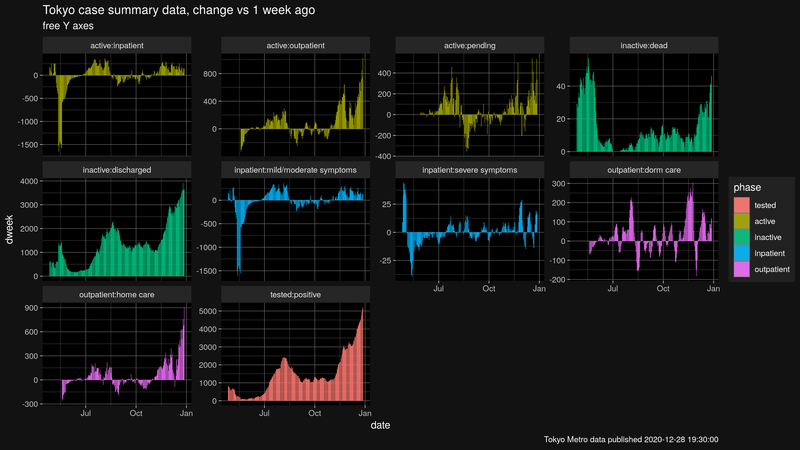 Tokyo case summary data, change vs 1 week ago
free Y axes
active:inpatient
active:outpatient
active:pending
inactive:dead
0
-500
-1000
-1500
800
400
0
400
200
0
-200
-400
40
20
0
inactive:discharged
inpatient:mild/moderate symptoms
inpatient:severe symptoms
outpatient:dorm care
4000
3000
2000
1000
0
0
-500
-1000
-1500
25
0
-25
300
200
100
0
-100
-200
Jul Oct Jan
Jul Oct Jan
outpatient:home care
tested:positive
900
600
300
0
-300
5000
4000
3000
2000
1000
0
Jul Oct Jan
Jul Oct Jan
dweek
date
phase
tested
active
inactive
inpatient
outpatient
Tokyo Metro data published 2020-12-28 19:30:00